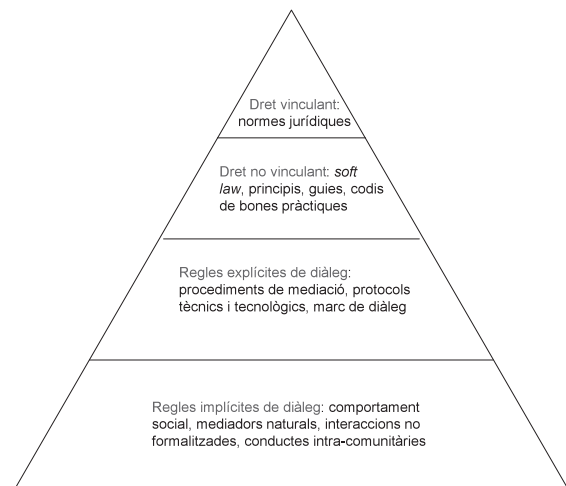 Dret vinculant:
normes jurídiques
Dret no vinculant: soft
law, principis, guies, codis
de bones pràctiques
Regles explícites de diàleg:
procediments de mediació, protocols
tècnics i tecnològics, marc de diàleg
Regles implícites de diàleg: comportament
social, mediadors naturals, interaccions no
formalitzades, conductes intra-comunitàries